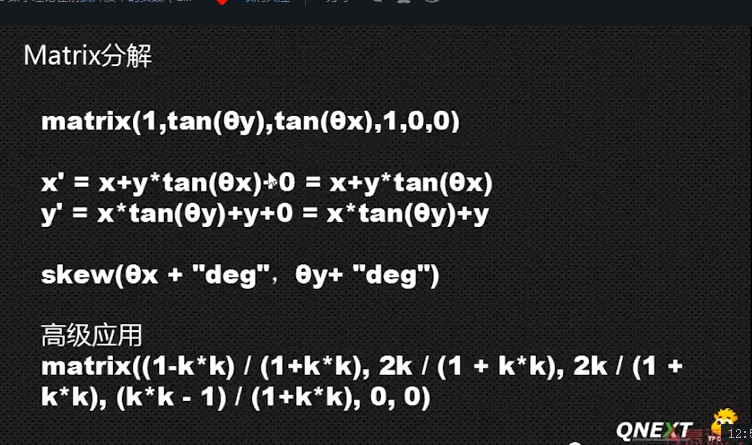 Matrix分解
matrix(1,tan(θy),tan(θx),1,0,0)
x' = x+y*tan(θx)+0 = x+y*tan(θx)
y' = x*tan(θy)+y+0 = x*tan(θy)+y
skew(θx + "deg"，θy+ "deg")
高级应用
matrix((1-k*k) / (1+k*k), 2k / (1 + k*k), 2k / (1 +
k*k), (k*k - 1) / (1+k*k), 0, 0)
QNEXT